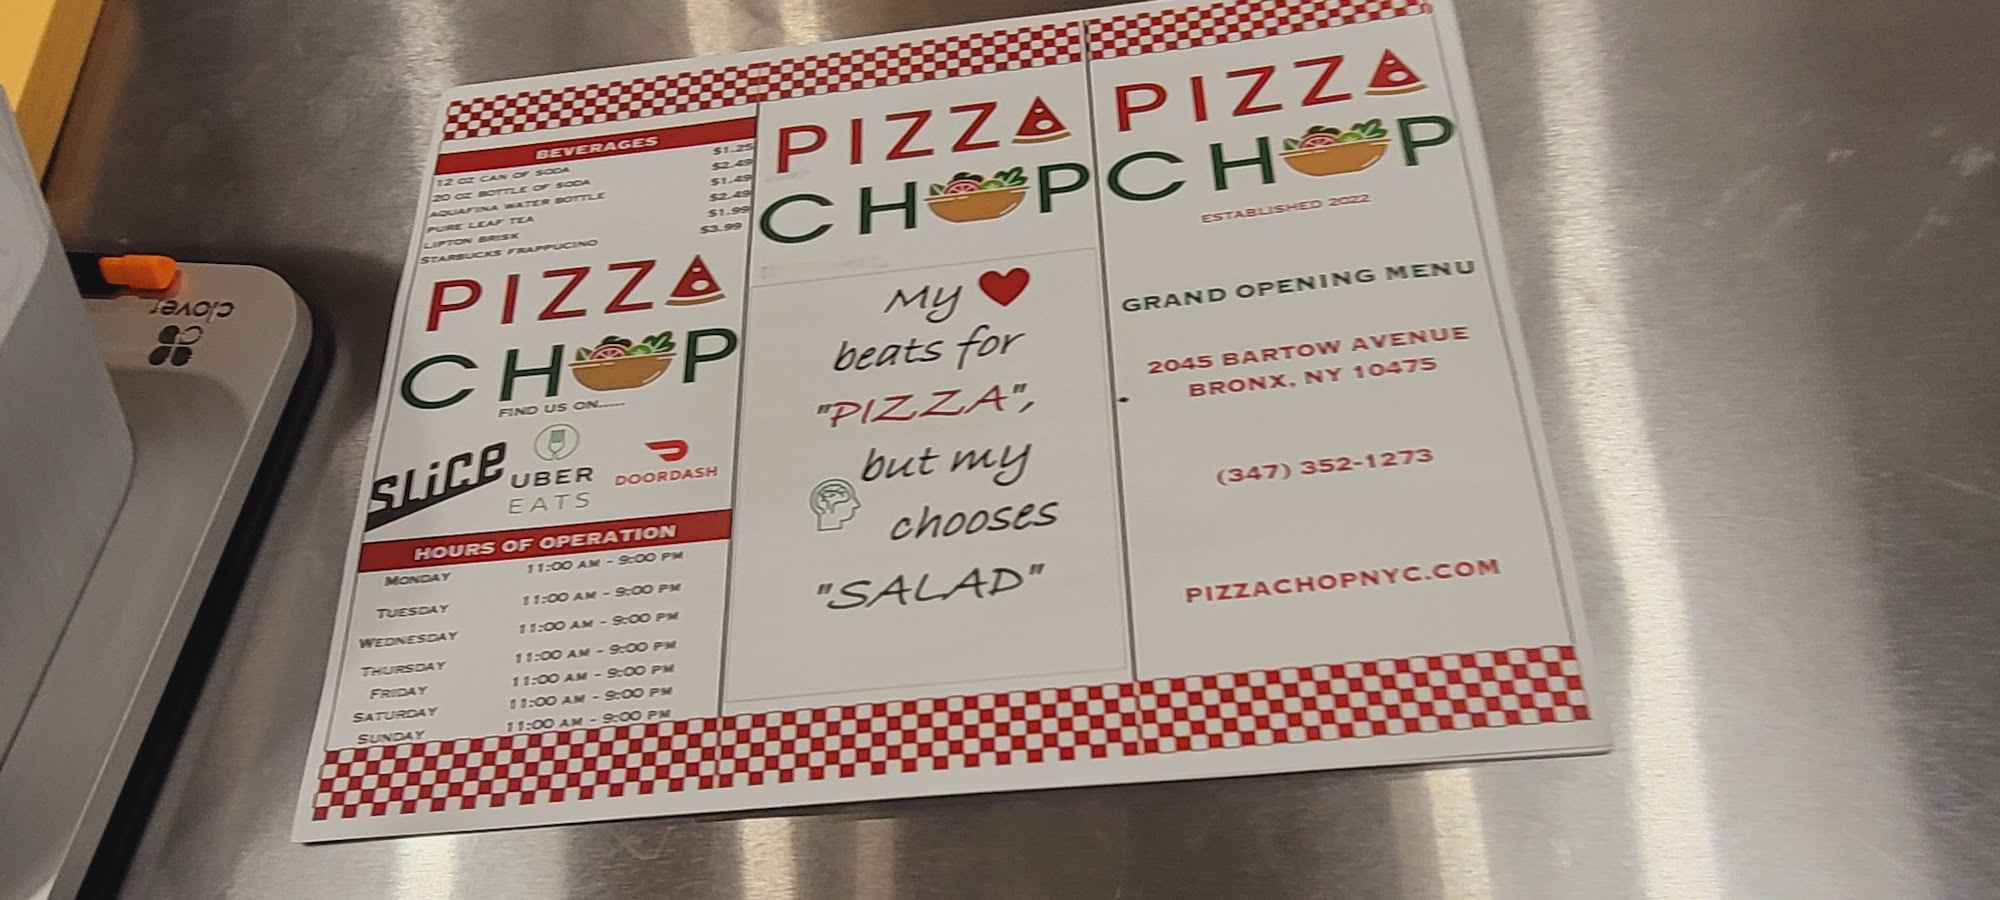 BEVERAGES
12 OZ CAN OF SODA $1.25
20 OZ BOTTLE OF SODA $2.49
AQUAFINA WATER BOTTLE $1.49
PURE LEAF TEA $2.49
LIPTON BRISK $1.99
STARBUCKS FRAPPUCINO $3.99
PIZZA
CHOP
FIND US ON.....
SLiCE
UBER
EATS
DOORDASH
HOURS OF OPERATION
MONDAY 11:00 AM - 9:00 PM
TUESDAY 11:00 AM - 9:00 PM
WEDNESDAY 11:00 AM - 9:00 PM
THURSDAY 11:00 AM - 9:00 PM
FRIDAY 11:00 AM - 9:00 PM
SATURDAY 11:00 AM - 9:00 PM
SUNDAY 11:00 AM - 9:00 PM
PIZZA
CHOP
My
beats for
"PIZZA",
but my
chooses
"SALAD"
PIZZA
CHOP
ESTABLISHED 2022
GRAND OPENING MENU
2045 BARTOW AVENUE
BRONX, NY 10475
(347) 352-1273
PIZZACHOPNYC.COM
clover